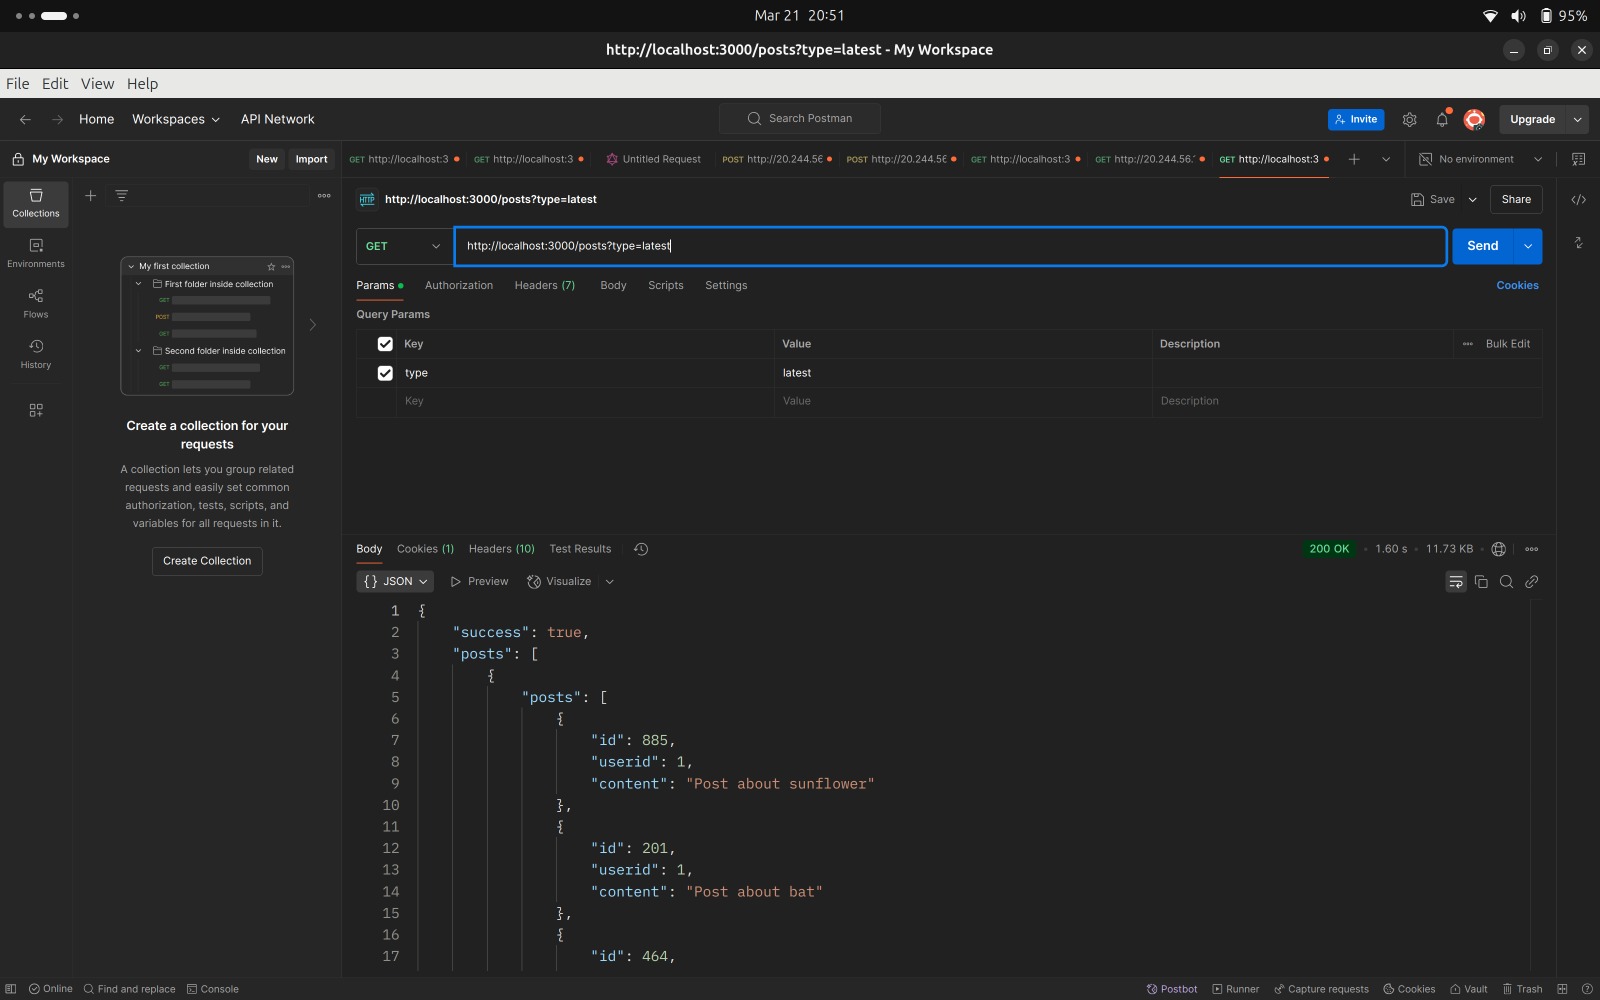 Mar 21 20:51
95%
http://localhost:3000/posts?type=latest - My Workspace
File Edit View Help
Home Workspaces API Network
Search Postman
Invite
Upgrade
My Workspace
New Import
GET http://localhost:3
GET http://localhost:3
Untitled Request
POST http://20.244.56
POST http://20.244.56
GET http://localhost:3
GET http://20.244.56.
GET http://localhost:3
No environment
Collections
Environments
Flows
History
My first collection
First folder inside collection
GET
POST
GET
Second folder inside collection
GET
GET
Create a collection for your
requests
A collection lets you group related
requests and easily set common
authorization, tests, scripts, and
variables for all requests in it.
Create Collection
HTTP http://localhost:3000/posts?type=latest
Save
Share
GET
http://localhost:3000/posts?type=latest
Send
Params Authorization Headers (7) Body Scripts Settings
Cookies
Query Params
Key Value Description Bulk Edit
type latest
Key Value Description
Body Cookies (1) Headers (10) Test Results
200 OK • 1.60 s • 11.73 KB
{} JSON Preview Visualize
1 {
2 "success": true,
3 "posts": [
4 {
5 "posts": [
6 {
7 "id": 885,
8 "userid": 1,
9 "content": "Post about sunflower"
10 },
11 {
12 "id": 201,
13 "userid": 1,
14 "content": "Post about bat"
15 },
16 {
17 "id": 464,
Online Find and replace Console
Postbot Runner Capture requests Cookies Vault Trash